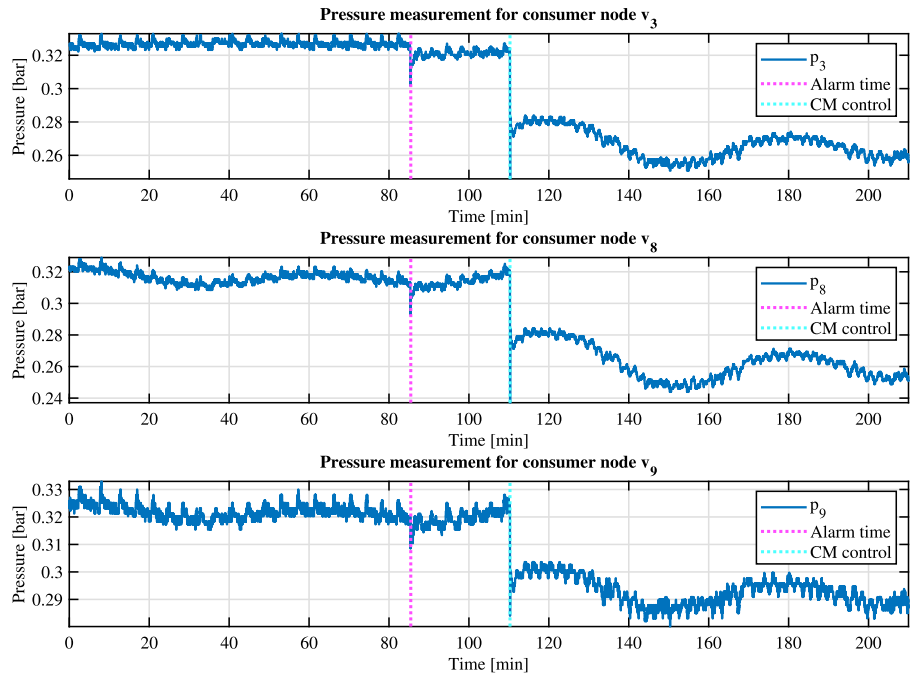 Pressure measurement for consumer node v3
Pressure [bar]
0.32
0.3
0.28
0.26
0 20 40 60 80 100 120 140 160 180 200
Time [min]
p3
Alarm time
CM control
Pressure measurement for consumer node v8
Pressure [bar]
0.32
0.3
0.28
0.26
0.24
0 20 40 60 80 100 120 140 160 180 200
Time [min]
p8
Alarm time
CM control
Pressure measurement for consumer node v9
Pressure [bar]
0.33
0.32
0.31
0.3
0.29
0 20 40 60 80 100 120 140 160 180 200
Time [min]
p9
Alarm time
CM control